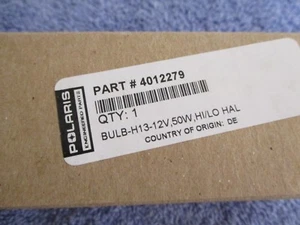 POLARIS
ENGINEERED PARTS
PART # 4012279
QTY: 1
BULB-H13-12V,50W,HI/LO HAL
COUNTRY OF ORIGIN: DE